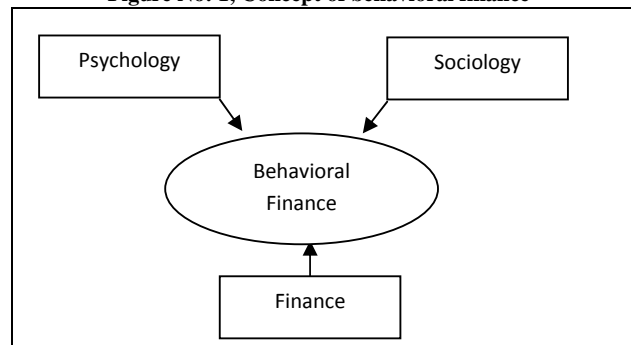 Figure No: 1, Concept of behavioral finance
Psychology
Sociology
Behavioral
Finance
Finance